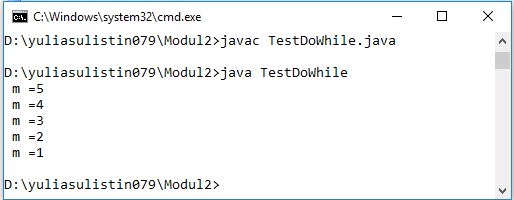 C:\Windows\system32\cmd.exe
D:\yuliasulistin079\Modul2>javac TestDoWhile.java
D:\yuliasulistin079\Modul2>java TestDoWhile
m =5
m =4
m =3
m =2
m =1
D:\yuliasulistin079\Modul2>